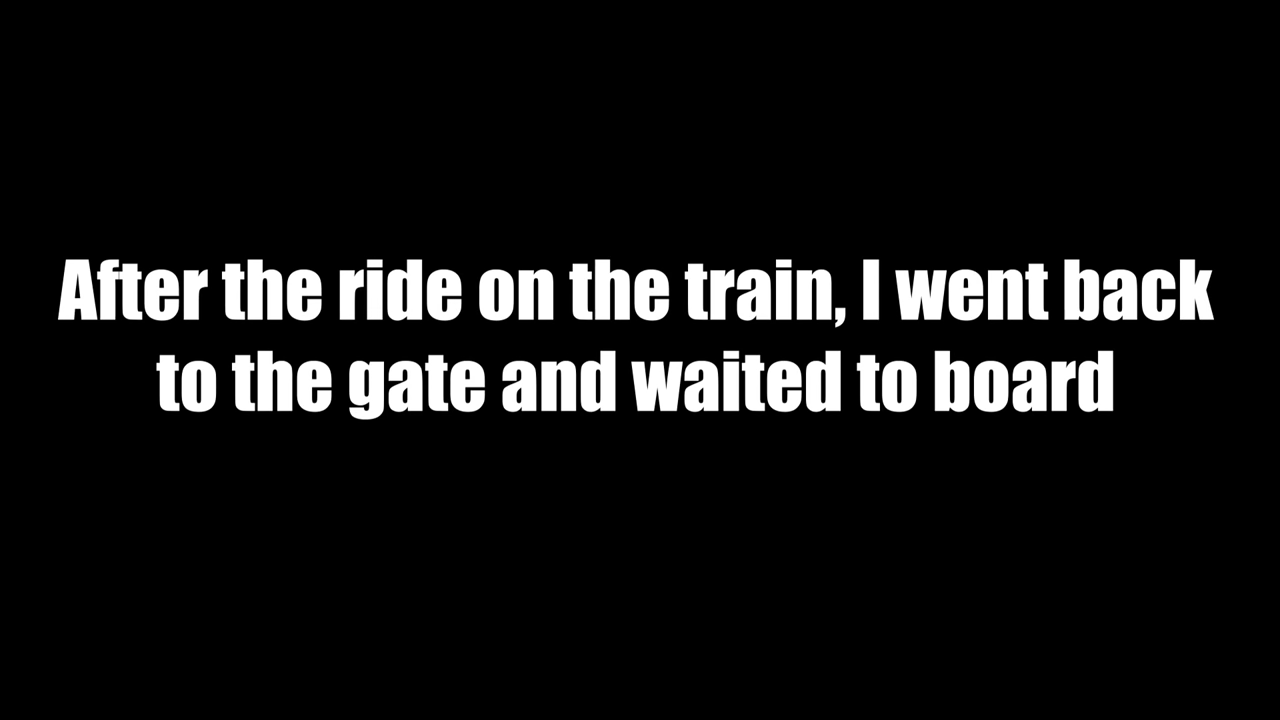 After the ride on the train, I went back
to the gate and waited to board